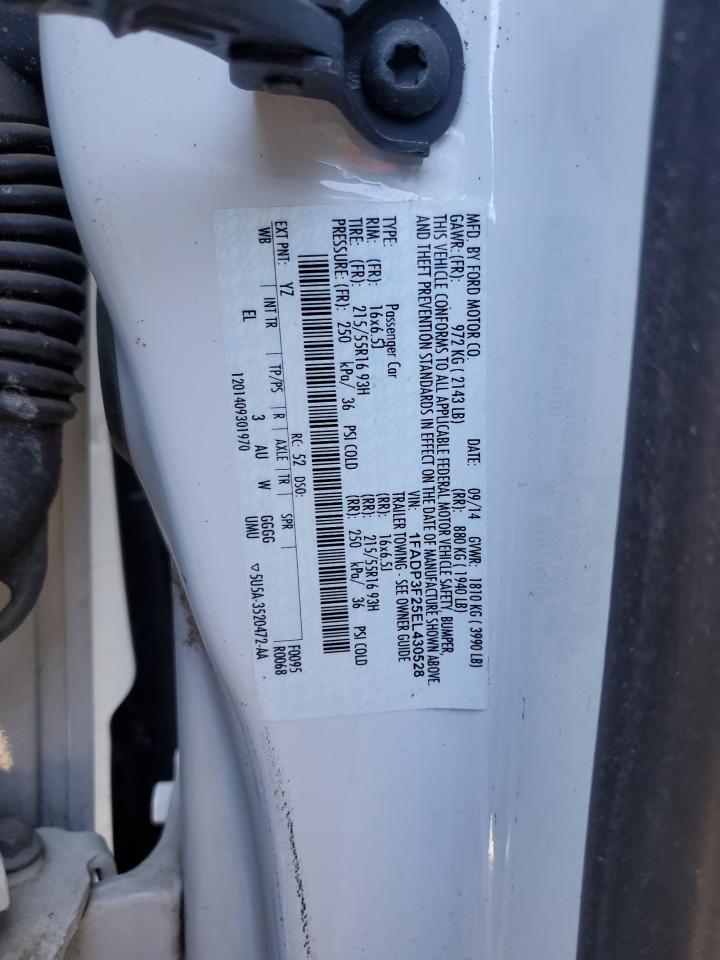 MFD. BY FORD MOTOR CO. DATE: 09/14 GVWR: 1810 KG ( 3990 LB)
GAWR: (FR): 972 KG ( 2143 LB) (RR): 880 KG ( 1940 LB)
THIS VEHICLE CONFORMS TO ALL APPLICABLE FEDERAL MOTOR VEHICLE SAFETY, BUMPER
AND THEFT PREVENTION STANDARDS IN EFFECT ON THE DATE OF MANUFACTURE SHOWN ABOVE.
VIN: 1FADP3F25EL430528
TYPE: Passenger Car TRAILER TOWING - SEE OWNER GUIDE
RIM: (FR): 16x6.5J (RR): 16x6.5J
TIRE: (FR): 215/55R16 93H (RR): 215/55R16 93H
PRESSURE: (FR): 250 kPa/ 36 PSI COLD (RR): 250 kPa/ 36 PSI COLD
RC: 52 DSO: F0095
EXT PNT: YZ R0068
WB INT TR TP/PS R AXLE TR SPR
EL 3 AU W GGGG ▽5U5A-3520472-AA
1201409301970 UMU